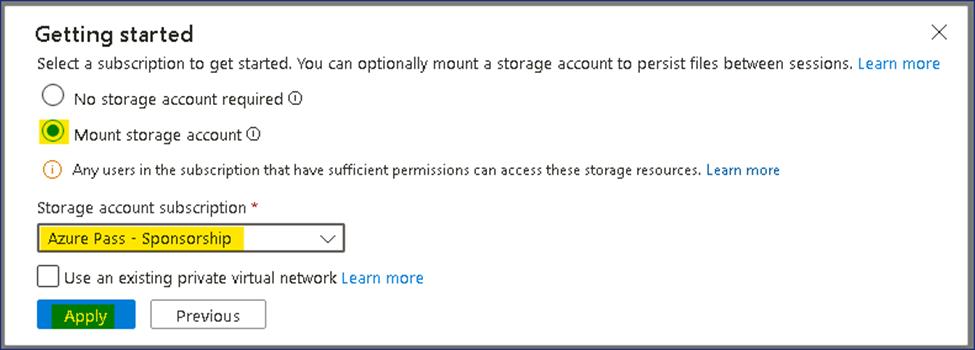 Getting started
Select a subscription to get started. You can optionally mount a storage account to persist files between sessions. Learn more
No storage account required
Mount storage account
Any users in the subscription that have sufficient permissions can access these storage resources. Learn more
Storage account subscription *
Azure Pass - Sponsorship
Use an existing private virtual network Learn more
Apply Previous